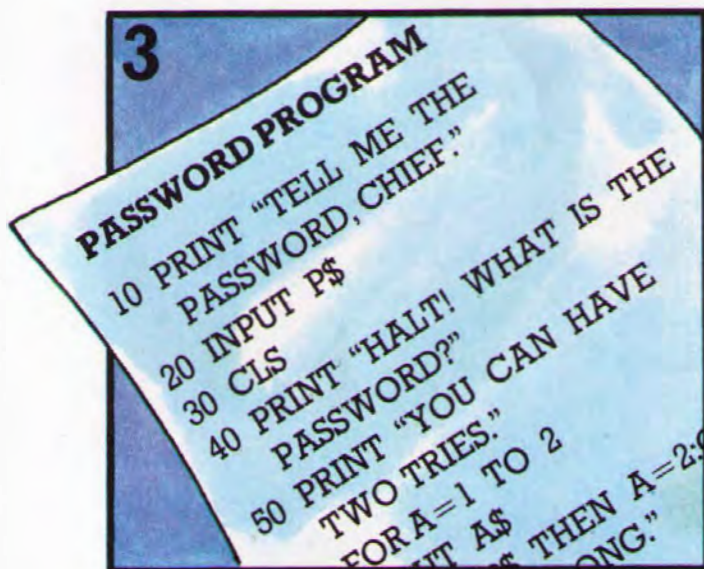 3
PASSWORD PROGRAM
10 PRINT “TELL ME THE
PASSWORD, CHIEF.”
20 INPUT P$
30 CLS
40 PRINT “HALT! WHAT IS THE
PASSWORD?”
50 PRINT “YOU CAN HAVE
TWO TRIES.”
FOR A=1 TO 2
A$
THEN A=2: